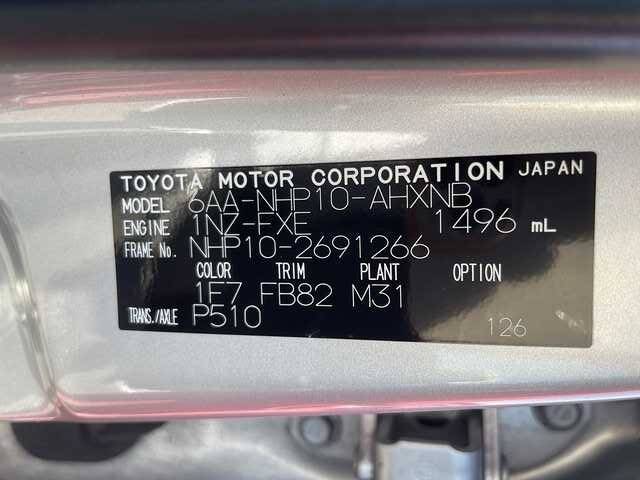 TOYOTA MOTOR CORPORATION JAPAN
MODEL 6AA-NHP10-AHXNB
ENGINE 1NZ-FXE 1496 mL
FRAME No. NHP10-2691266
COLOR TRIM PLANT OPTION
1F7 FB82 M31
TRANS./AXLE P510 126